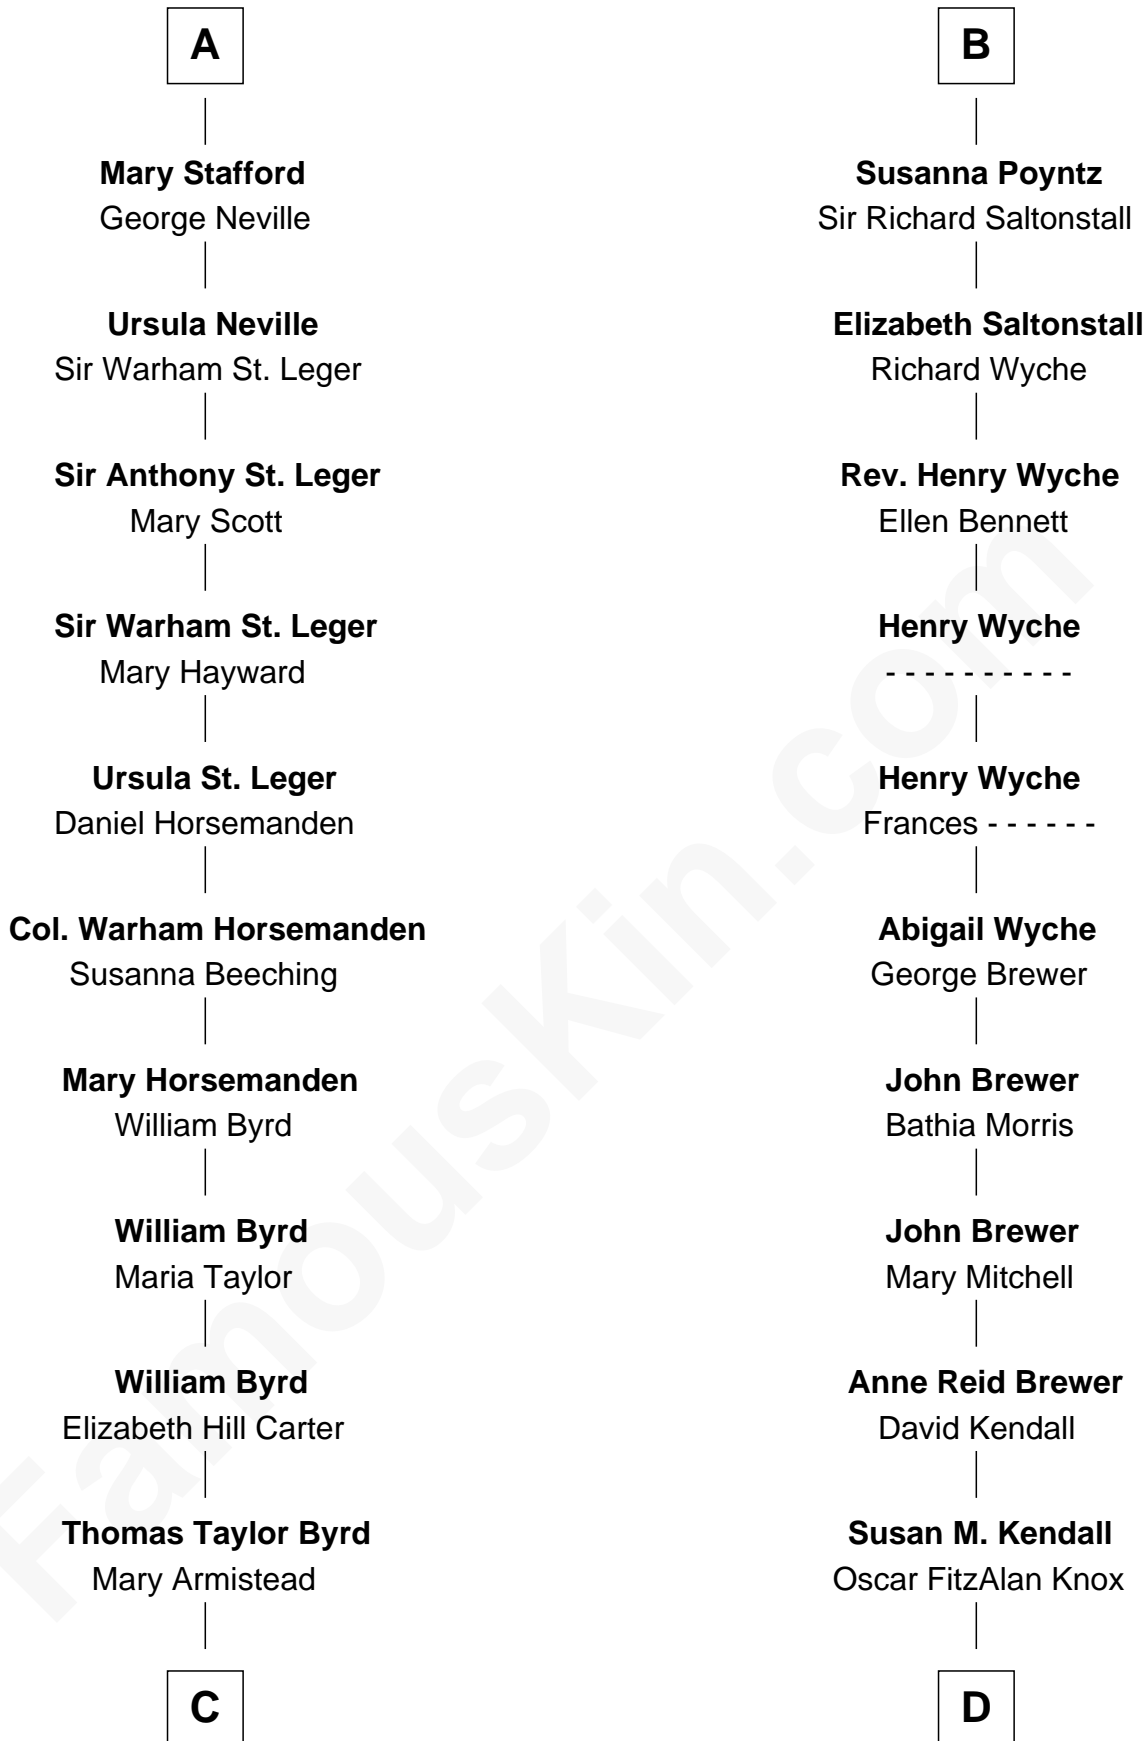 A
Mary Stafford
George Neville
Ursula Neville
Sir Warham St. Leger
Sir Anthony St. Leger
Mary Scott
Sir Warham St. Leger
Mary Hayward
Ursula St. Leger
Daniel Horsemanden
Col. Warham Horsemanden
Susanna Beeching
Mary Horsemanden
William Byrd
William Byrd
Maria Taylor
William Byrd
Elizabeth Hill Carter
Thomas Taylor Byrd
Mary Armistead
C
B
Susanna Poyntz
Sir Richard Saltonstall
Elizabeth Saltonstall
Richard Wyche
Rev. Henry Wyche
Ellen Bennett
Henry Wyche
- - - - - - - - - -
Henry Wyche
Frances - - - - - -
Abigail Wyche
George Brewer
John Brewer
Bathia Morris
John Brewer
Mary Mitchell
Anne Reid Brewer
David Kendall
Susan M. Kendall
Oscar FitzAlan Knox
D
FamousKin.com